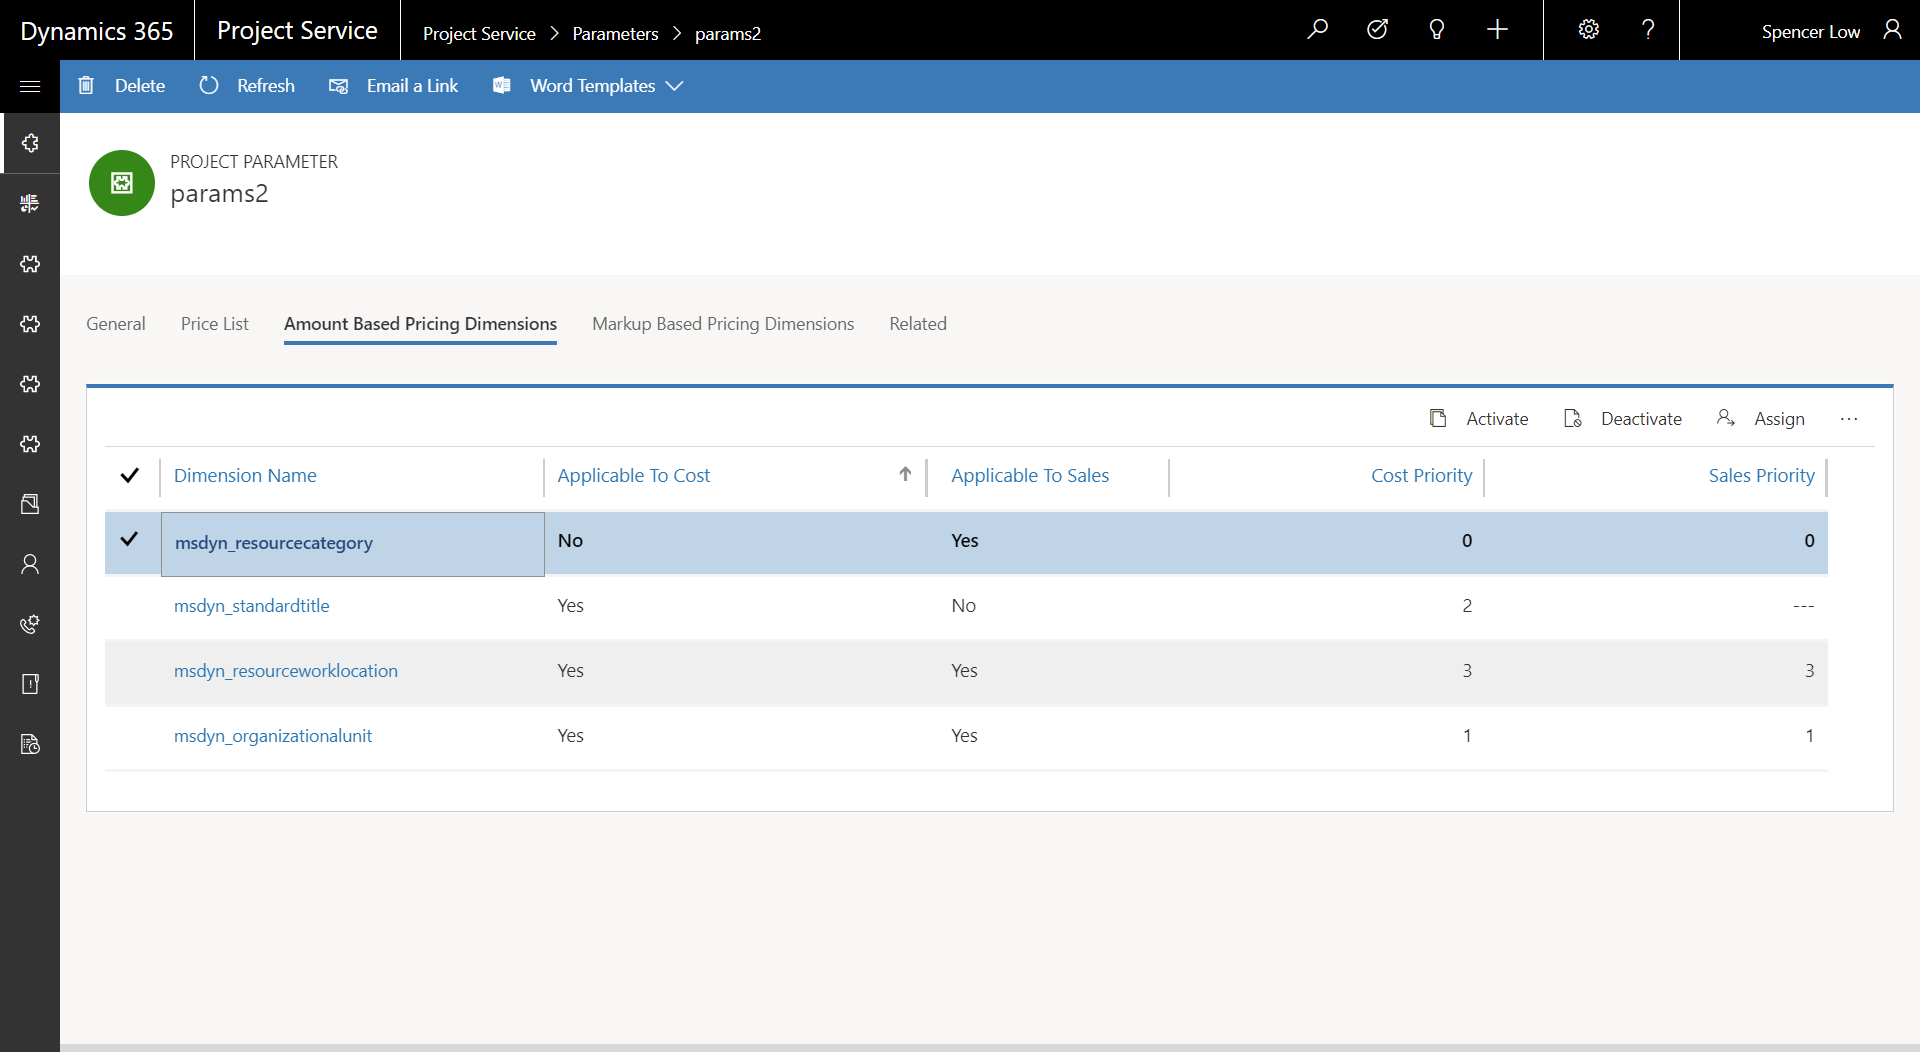 Dynamics 365 Project Service Project Service > Parameters > params2 Spencer Low
Delete Refresh Email a Link Word Templates
PROJECT PARAMETER
params2
General Price List Amount Based Pricing Dimensions Markup Based Pricing Dimensions Related
Activate Deactivate Assign ···
Dimension Name Applicable To Cost Applicable To Sales Cost Priority Sales Priority
msdyn_resourcecategory No Yes 0 0
msdyn_standardtitle Yes No 2 ---
msdyn_resourceworklocation Yes Yes 3 3
msdyn_organizationalunit Yes Yes 1 1